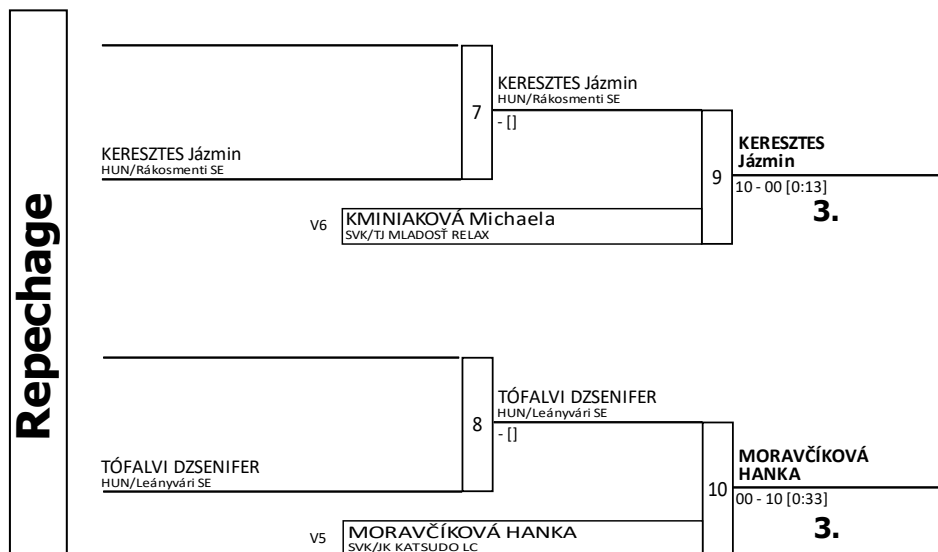 Repechage
KERESZTES Jázmin
HUN/Rákosmenti SE
7
KERESZTES Jázmin
HUN/Rákosmenti SE
- []
V6
KMINIAKOVÁ Michaela
SVK/TJ MLADOSŤ RELAX
9
KERESZTES
Jázmin
10 - 00 [0:13]
3.
TÓFALVI DZSENIFER
HUN/Leányvári SE
8
TÓFALVI DZSENIFER
HUN/Leányvári SE
- []
V5
MORAVČÍKOVÁ HANKA
SVK/JK KATSUDO LC
10
MORAVČÍKOVÁ
HANKA
00 - 10 [0:33]
3.